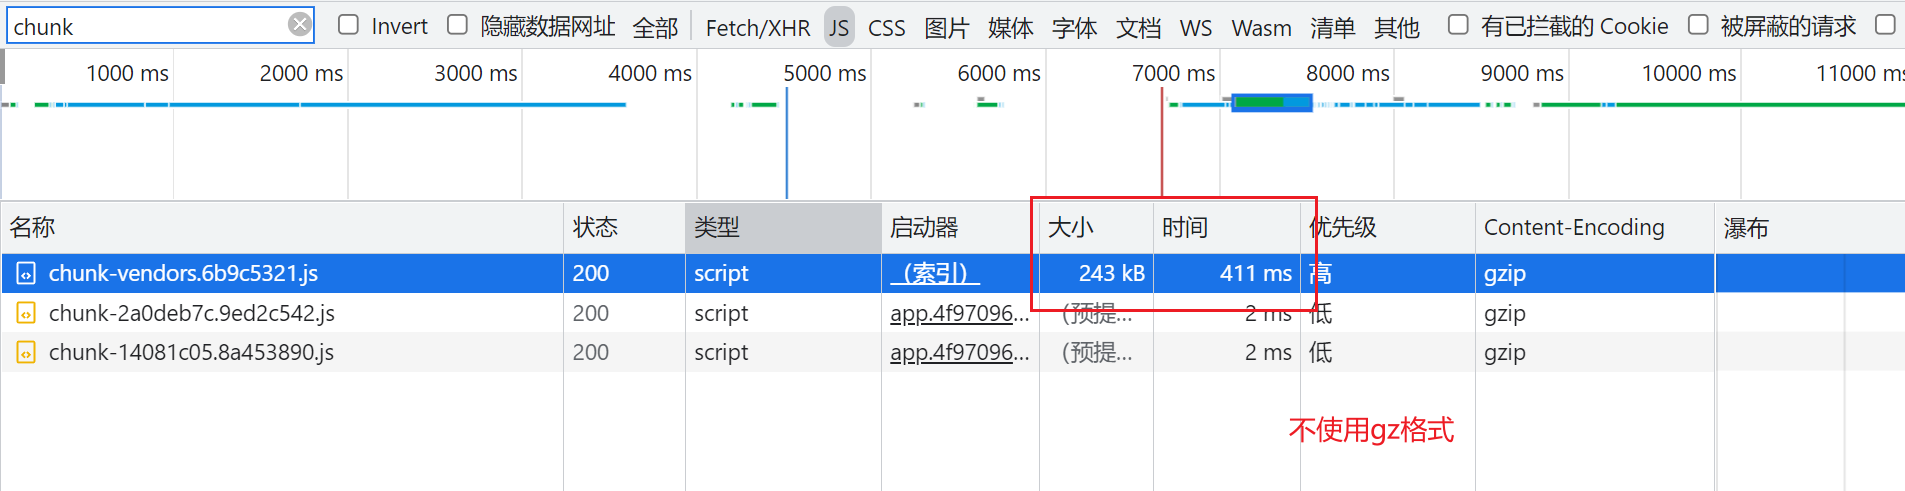 chunk Invert 隐藏数据网址 全部 Fetch/XHR JS CSS 图片 媒体 字体 文档 WS Wasm 清单 其他 有已拦截的 Cookie 被屏蔽的请求
1000 ms 2000 ms 3000 ms 4000 ms 5000 ms 6000 ms 7000 ms 8000 ms 9000 ms 10000 ms 11000 ms
名称 状态 类型 启动器 大小 时间 优先级 Content-Encoding 瀑布
chunk-vendors.6b9c5321.js 200 script （索引） 243 kB 411 ms 高 gzip
chunk-2a0deb7c.9ed2c542.js 200 script app.4f97096... （预提... 2 ms 低 gzip
chunk-14081c05.8a453890.js 200 script app.4f97096... （预提... 2 ms 低 gzip
不使用gz格式